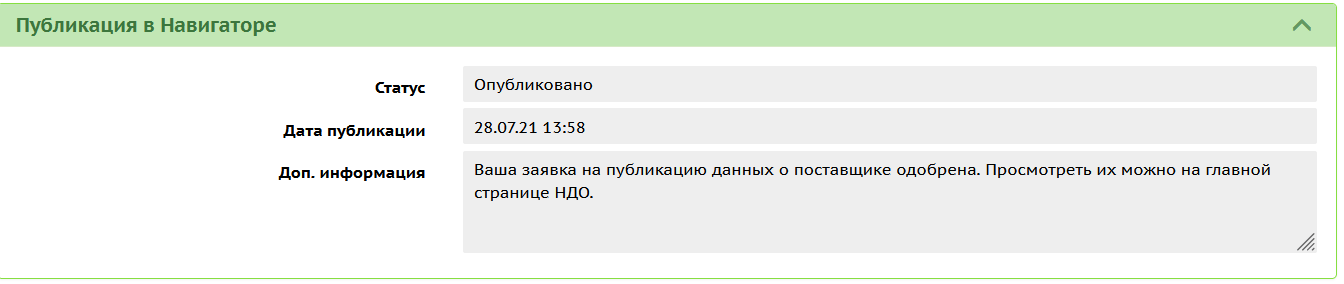 Публикация в Навигаторе
Статус
Опубликовано
Дата публикации
28.07.21 13:58
Доп. информация
Ваша заявка на публикацию данных о поставщике одобрена. Просмотреть их можно на главной
странице НДО.